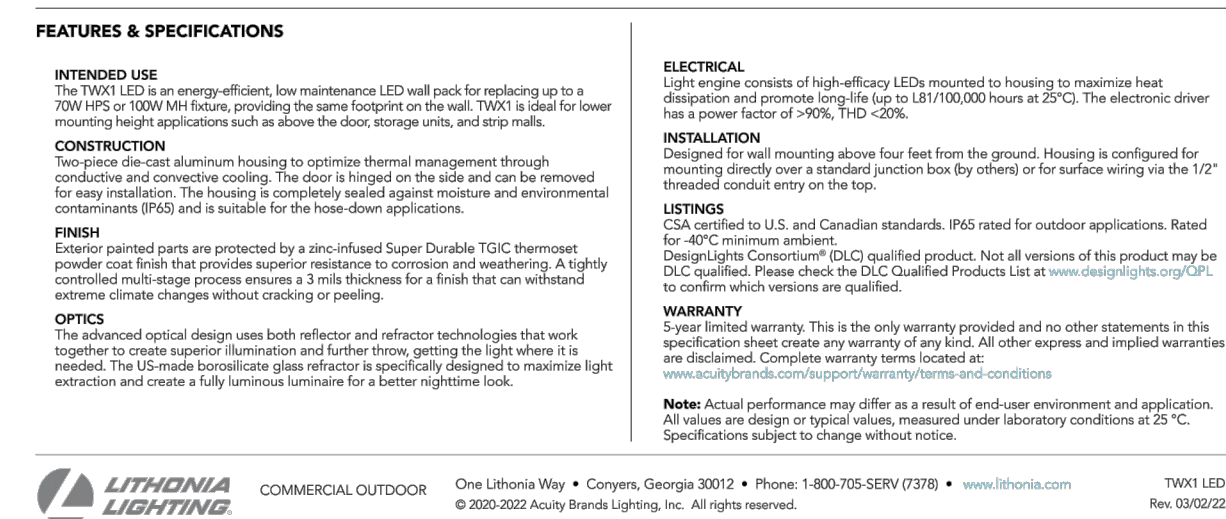 FEATURES & SPECIFICATIONS
INTENDED USE
The TWX1 LED is an energy-efficient, low maintenance LED wall pack for replacing up to a
70W HPS or 100W MH fixture, providing the same footprint on the wall. TWX1 is ideal for lower
mounting height applications such as above the door, storage units, and strip malls.
CONSTRUCTION
Two-piece die-cast aluminum housing to optimize thermal management through
conductive and convective cooling. The door is hinged on the side and can be removed
for easy installation. The housing is completely sealed against moisture and environmental
contaminants (IP65) and is suitable for the hose-down applications.
FINISH
Exterior painted parts are protected by a zinc-infused Super Durable TGIC thermoset
powder coat finish that provides superior resistance to corrosion and weathering. A tightly
controlled multi-stage process ensures a 3 mils thickness for a finish that can withstand
extreme climate changes without cracking or peeling.
OPTICS
The advanced optical design uses both reflector and refractor technologies that work
together to create superior illumination and further throw, getting the light where it is
needed. The US-made borosilicate glass refractor is specifically designed to maximize light
extraction and create a fully luminous luminaire for a better nighttime look.
ELECTRICAL
Light engine consists of high-efficacy LEDs mounted to housing to maximize heat
dissipation and promote long-life (up to L81/100,000 hours at 25°C). The electronic driver
has a power factor of >90%, THD <20%.
INSTALLATION
Designed for wall mounting above four feet from the ground. Housing is configured for
mounting directly over a standard junction box (by others) or for surface wiring via the 1/2"
threaded conduit entry on the top.
LISTINGS
CSA certified to U.S. and Canadian standards. IP65 rated for outdoor applications. Rated
for -40°C minimum ambient.
DesignLights Consortium® (DLC) qualified product. Not all versions of this product may be
DLC qualified. Please check the DLC Qualified Products List at www.designlights.org/QPL
to confirm which versions are qualified.
WARRANTY
5-year limited warranty. This is the only warranty provided and no other statements in this
specification sheet create any warranty of any kind. All other express and implied warranties
are disclaimed. Complete warranty terms located at:
www.acuitybrands.com/support/warranty/terms-and-conditions
Note: Actual performance may differ as a result of end-user environment and application.
All values are design or typical values, measured under laboratory conditions at 25 °C.
Specifications subject to change without notice.
LITHONIA
LIGHTING®
COMMERCIAL OUTDOOR
One Lithonia Way • Conyers, Georgia 30012 • Phone: 1-800-705-SERV (7378) • www.lithonia.com
© 2020-2022 Acuity Brands Lighting, Inc. All rights reserved.
TWX1 LED
Rev. 03/02/22